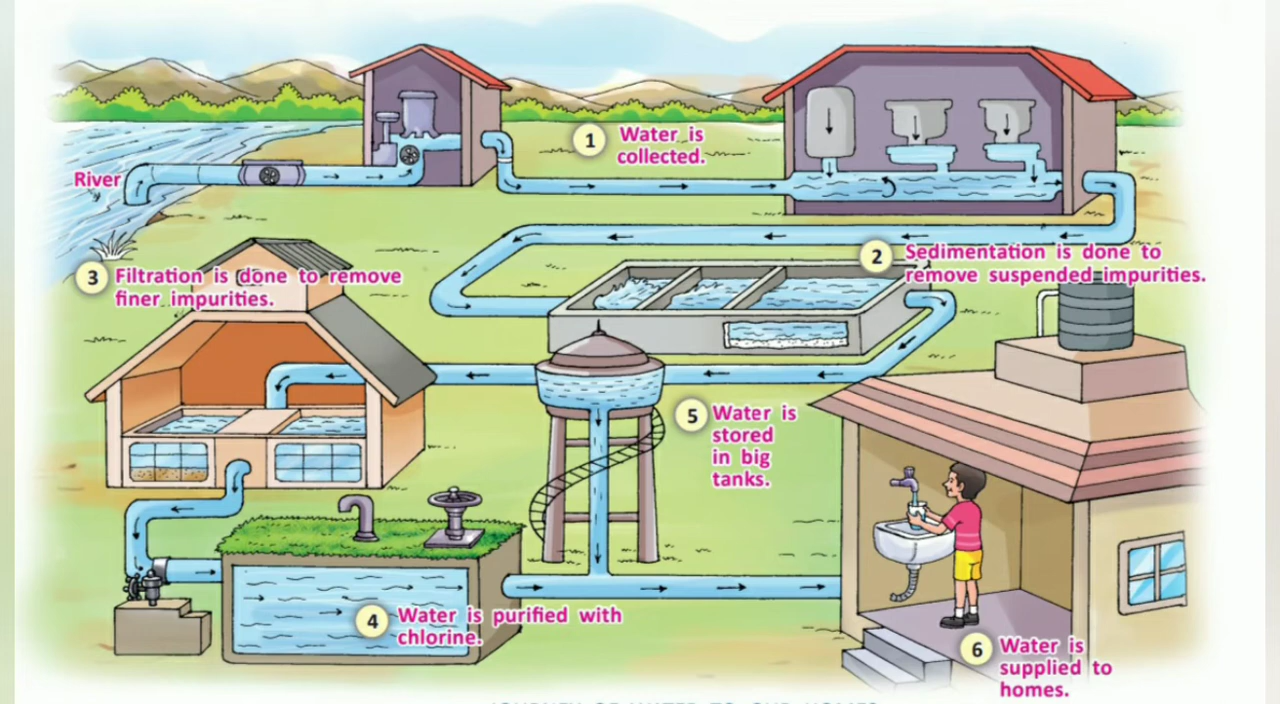 River
1 Water is
collected.
2 Sedimentation is done to
remove suspended impurities.
3 Filtration is done to remove
finer impurities.
4 Water is purified with
chlorine.
5 Water is
stored
in big
tanks.
6 Water is
supplied to
homes.